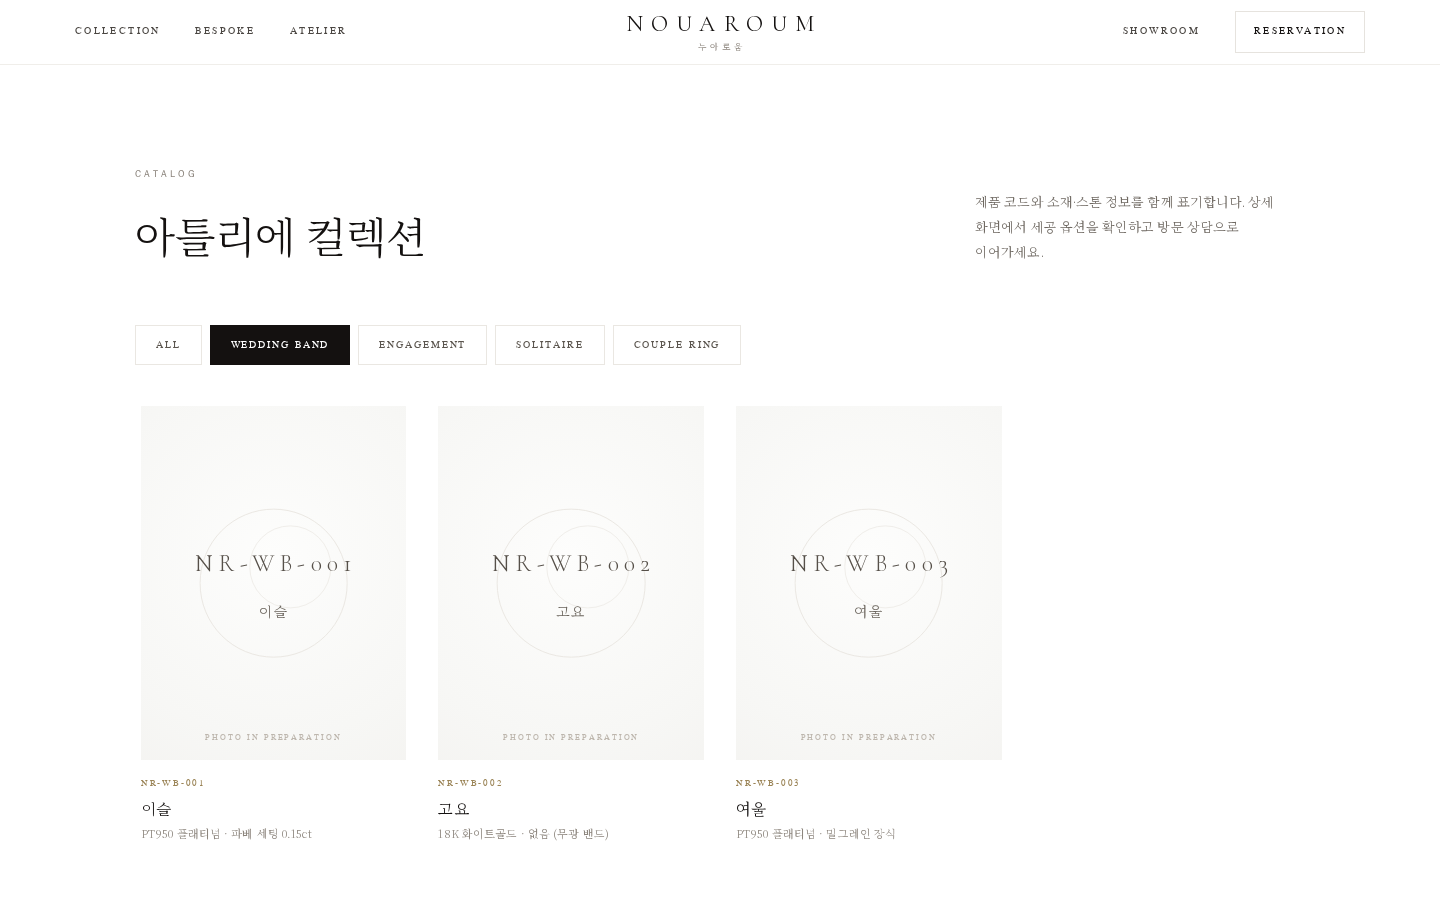 COLLECTION BESPOKE ATELIER
NOUAROUM
누아로움
SHOWROOM RESERVATION
CATALOG
아틀리에 컬렉션
제품 코드와 소재·스톤 정보를 함께 표기합니다. 상세
화면에서 세공 옵션을 확인하고 방문 상담으로
이어가세요.
ALL WEDDING BAND ENGAGEMENT SOLITAIRE COUPLE RING
NR-WB-001
이슬
PHOTO IN PREPARATION
NR-WB-001
이슬
PT950 플래티넘 · 파베 세팅 0.15ct
NR-WB-002
고요
PHOTO IN PREPARATION
NR-WB-002
고요
18K 화이트골드 · 없음 (무광 밴드)
NR-WB-003
여울
PHOTO IN PREPARATION
NR-WB-003
여울
PT950 플래티넘 · 밀그레인 장식